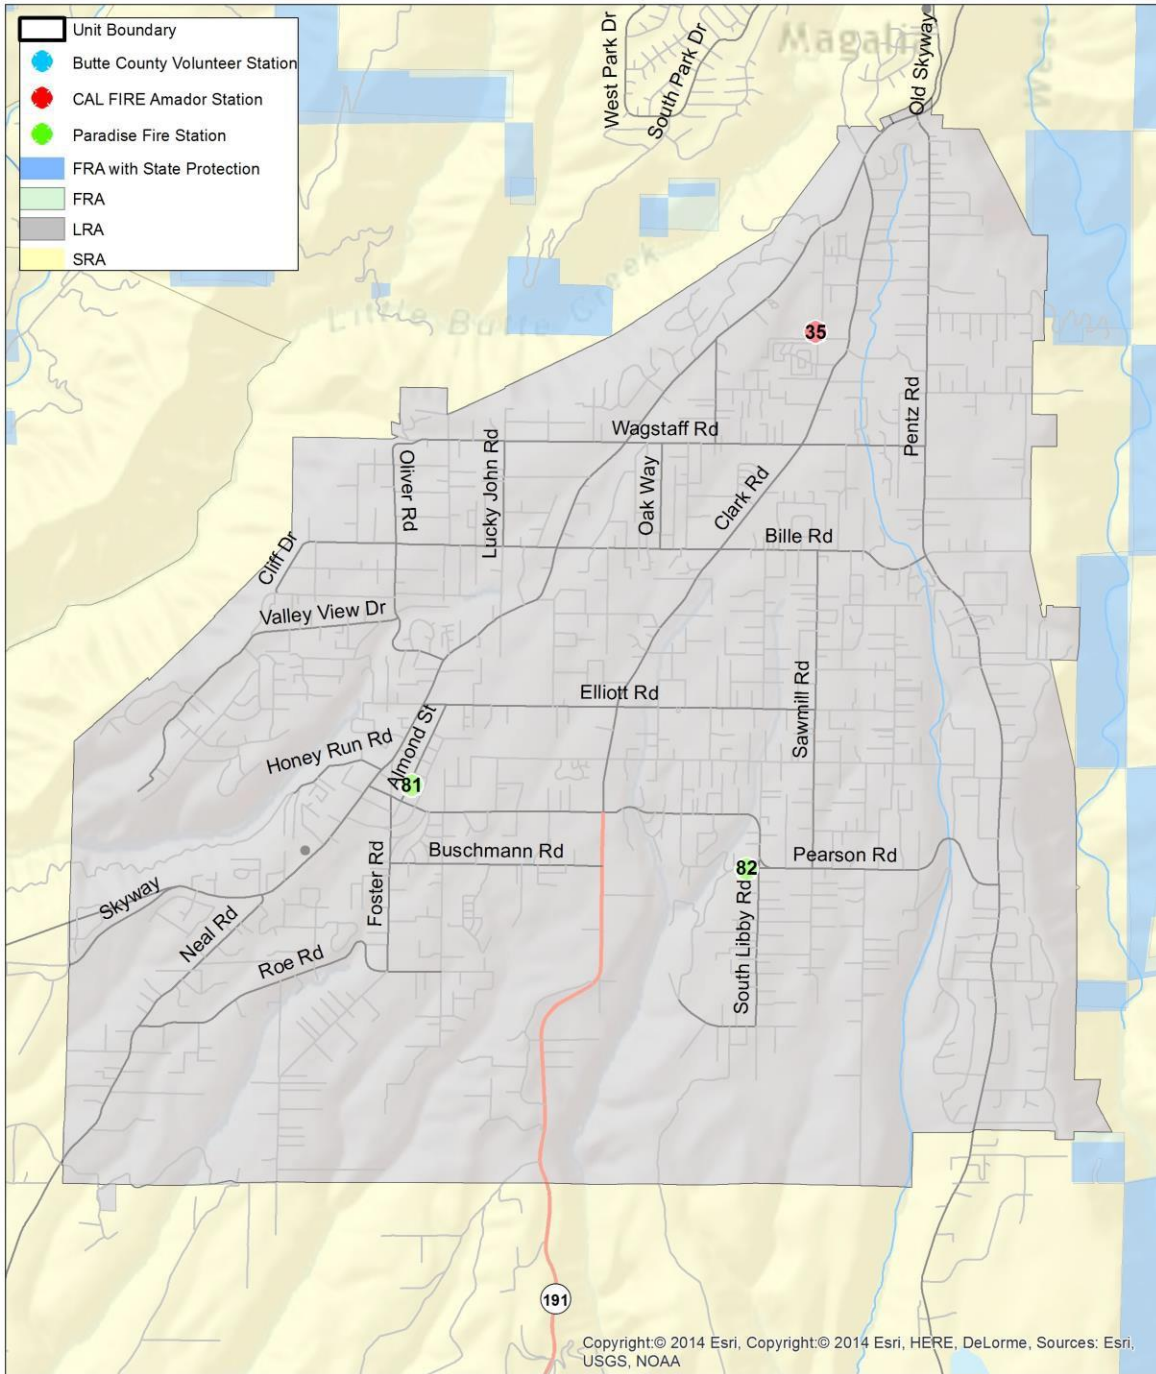 Unit Boundary
Butte County Volunteer Station
CAL FIRE Amador Station
Paradise Fire Station
FRA with State Protection
FRA
LRA
SRA
West Park Dr
South Park Dr
Old Skyway
Little Butte Creek
35
Wagstaff Rd
Pentz Rd
Oliver Rd
Lucky John Rd
Oak Way
Clark Rd
Bille Rd
Cliff Dr
Valley View Dr
Elliott Rd
Sawmill Rd
Honey Run Rd
Almond St
81
Buschmann Rd
Pearson Rd
82
Foster Rd
Skyway
Neal Rd
Roe Rd
South Libby Rd
191
Copyright:© 2014 Esri, Copyright:© 2014 Esri, HERE, DeLorme, Sources: Esri,
USGS, NOAA